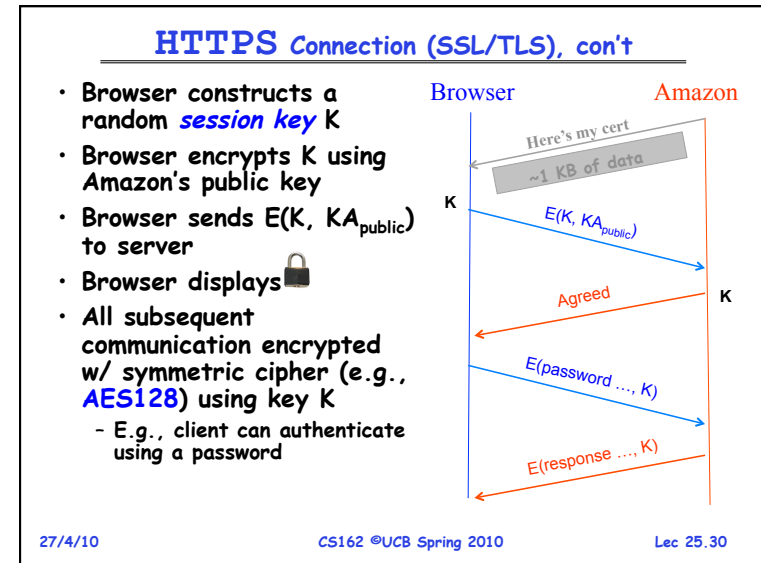 HTTPS Connection (SSL/TLS), con't
• Browser constructs a
random session key K
• Browser encrypts K using
Amazon's public key
• Browser sends E(K, KApublic)
to server
• Browser displays
• All subsequent
communication encrypted
w/ symmetric cipher (e.g.,
AES128) using key K
– E.g., client can authenticate
using a password
Browser
Amazon
Here's my cert
~1 KB of data
K
E(K, KApublic)
Agreed
K
E(password …, K)
E(response …, K)
27/4/10
CS162 ©UCB Spring 2010
Lec 25.30